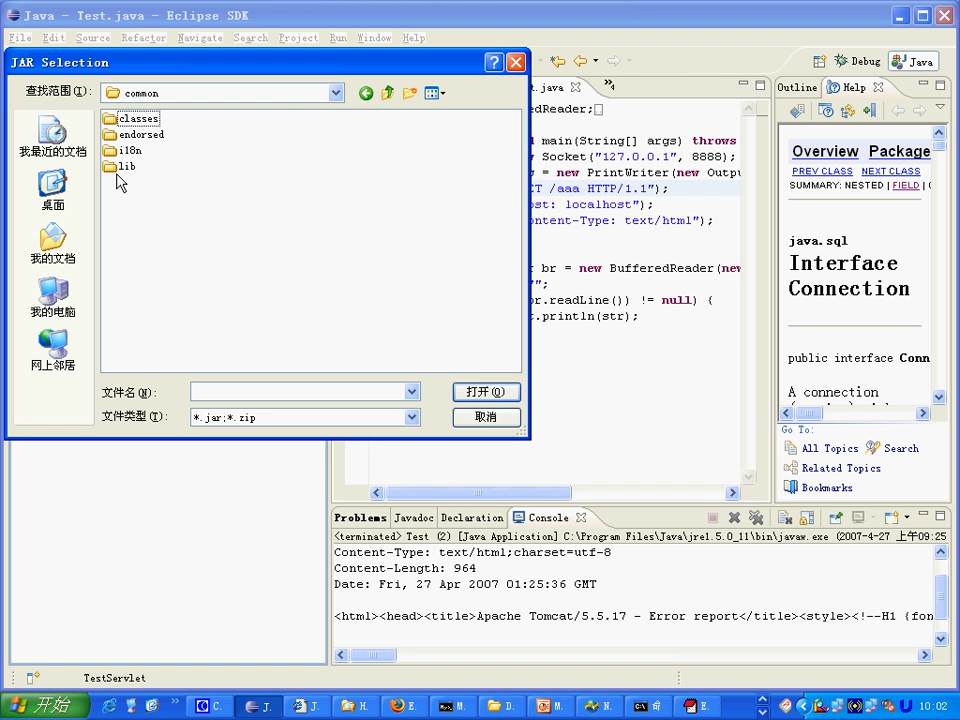 Java - Test.java - Eclipse SDK
File Edit Source Refactor Navigate Search Project Run Window Help
JAR Selection
查找范围(I): common
classes
endorsed
i18n
lib
我最近的文档
桌面
我的文档
我的电脑
网上邻居
文件名(N): 打开(O)
文件类型(T): *.jar;*.zip 取消
Debug Java
t.java
4
edReader;
main(String[] args) throws
w Socket("127.0.0.1", 8888);
= new PrintWriter(new Outpu
ET /aaa HTTP/1.1");
ost: localhost");
ontent-Type: text/html");
r br = new BufferedReader(new
"";
br.readLine()) != null) {
t.println(str);
Outline Help
Overview Package
PREV CLASS NEXT CLASS
SUMMARY: NESTED | FIELD | C
java.sql
Interface
Connection
public interface Conn
A connection
Go To:
All Topics Search
Related Topics
Bookmarks
Problems Javadoc Declaration Console
<terminated> Test (2) [Java Application] C:\Program Files\Java\jre1.5.0_11\bin\javaw.exe (2007-4-27 上午09:25
Content-Type: text/html;charset=utf-8
Content-Length: 964
Date: Fri, 27 Apr 2007 01:25:36 GMT
<html><head><title>Apache Tomcat/5.5.17 - Error report</title><style><!--H1 {fon
TestServlet
开始 C. J. J. H. E. M. D. M. N. 命 E. 10:02